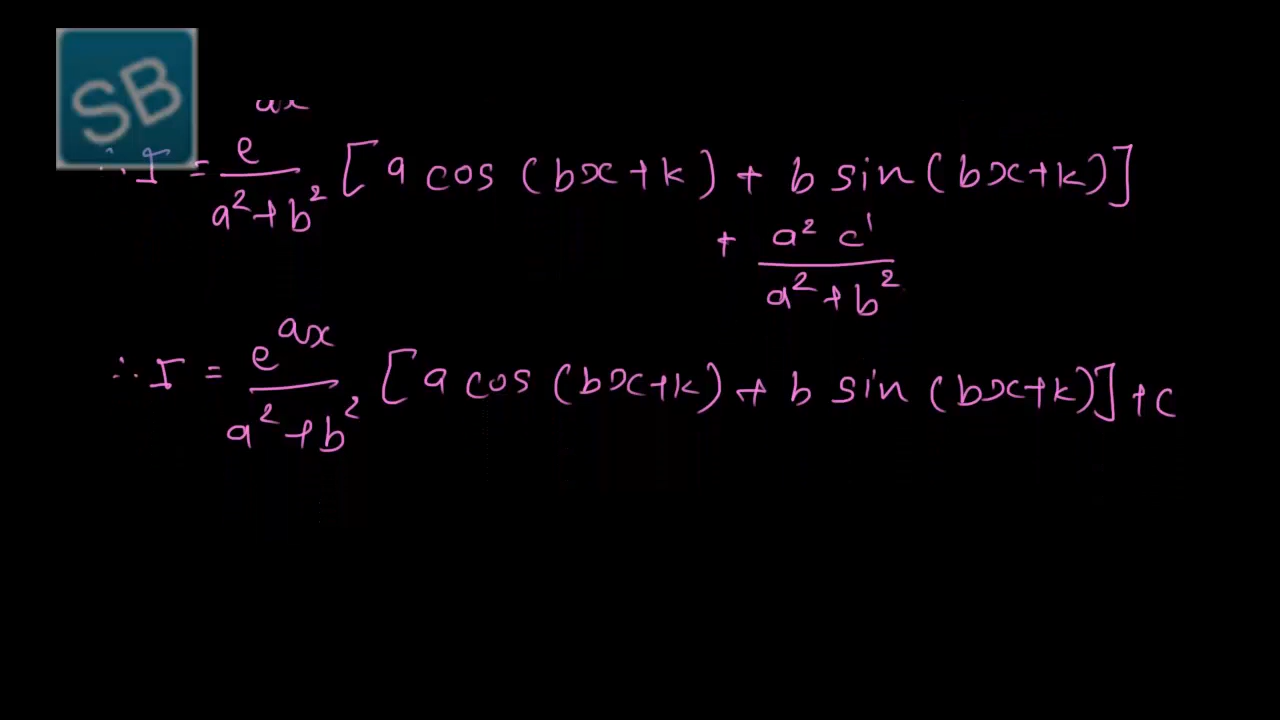 SB
∴ I = e^{ax}/(a²+b²) [a cos(bx+k) + b sin(bx+k)]
+ a² c'/(a²+b²)
∴ I = e^{ax}/(a²+b²) [a cos(bx+k) + b sin(bx+k)] + c